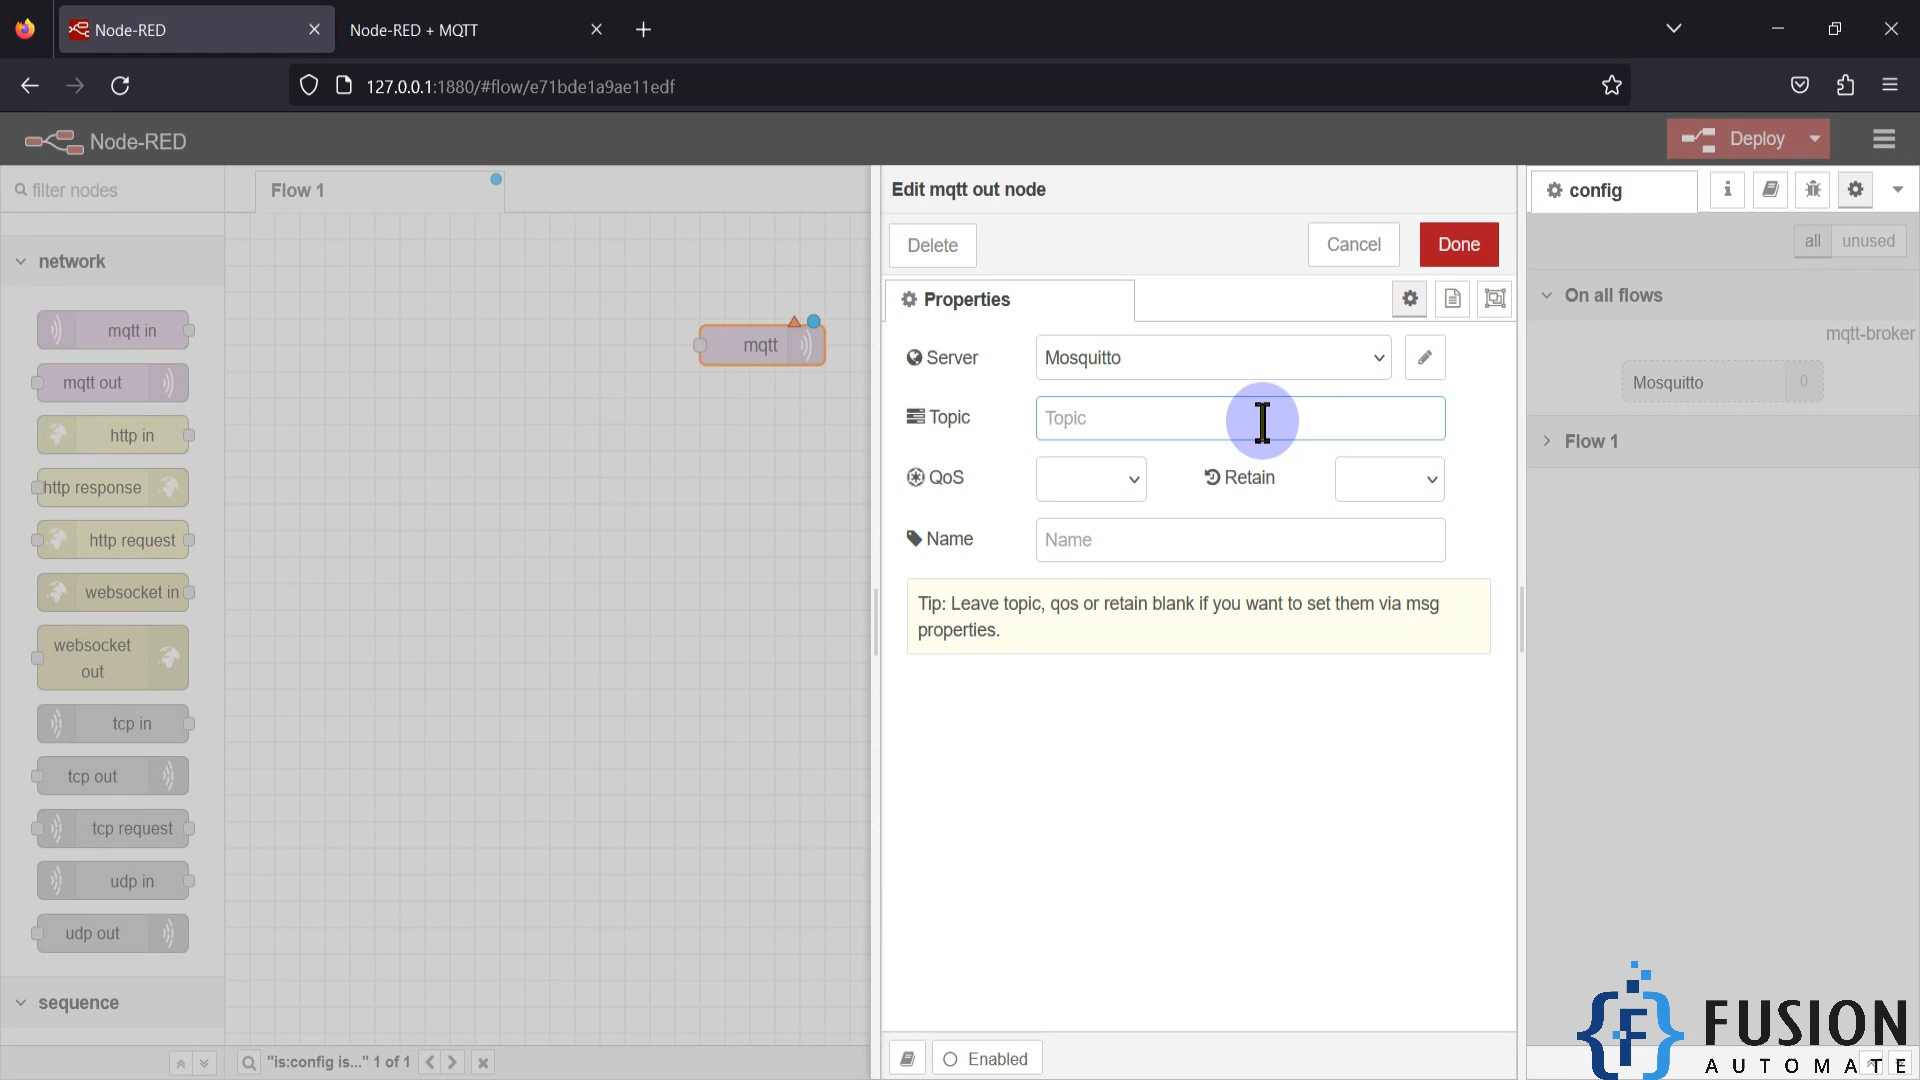 Node-RED
Node-RED + MQTT
127.0.0.1:1880/#flow/e71bde1a9ae11edf
Node-RED
Deploy
filter nodes
Flow 1
Edit mqtt out node
config
Delete
Cancel
Done
all
unused
network
Properties
On all flows
mqtt in
mqtt
Server
Mosquitto
mqtt-broker
mqtt out
Mosquitto
0
Topic
Topic
http in
Flow 1
http response
QoS
Retain
http request
Name
Name
websocket in
Tip: Leave topic, qos or retain blank if you want to set them via msg
properties.
websocket
out
tcp in
tcp out
tcp request
udp in
udp out
sequence
"is:config is..." 1 of 1
Enabled
FUSION
AUTOMATE